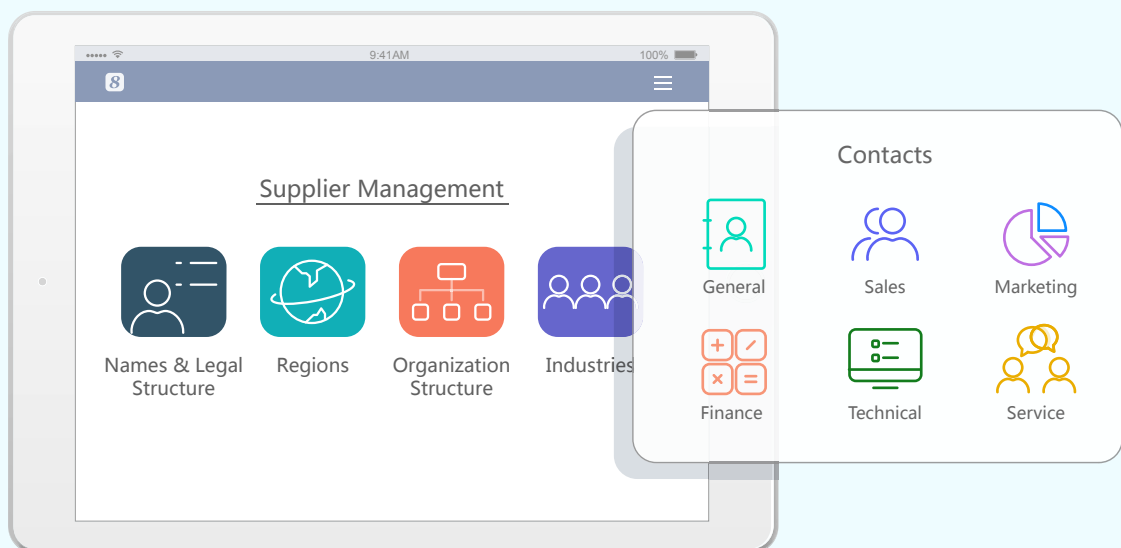 9:41AM
100%
8
Supplier Management
Names & Legal
Structure
Regions
Organization
Structure
Industries
Contacts
General
Sales
Marketing
Finance
Technical
Service